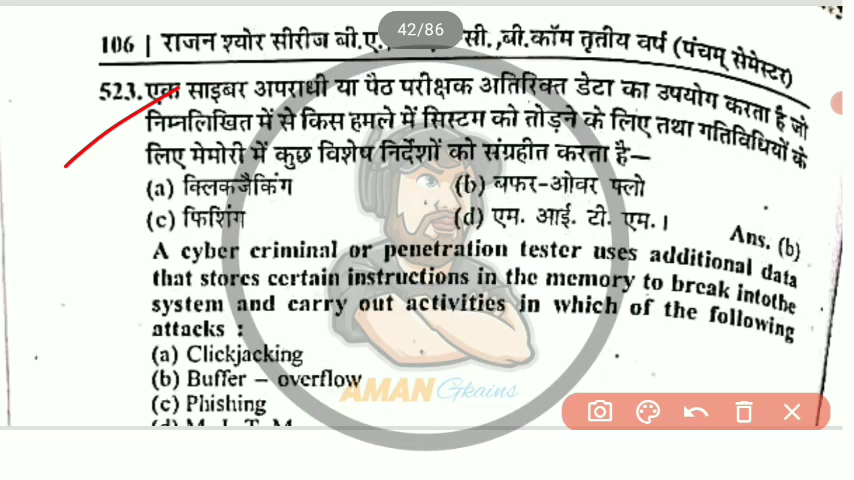 42/86
106 | राजन श्योर सीरीज बी.ए., सी.,बी.कॉम तृतीय वर्ष (पंचम् सेमेस्टर)
523. एक साइबर अपराधी या पैठ परीक्षक अतिरिक्त डेटा का उपयोग करता है जो
निम्नलिखित में से किस हमले में सिस्टम को तोड़ने के लिए तथा गतिविधियों के
लिए मेमोरी में कुछ विशेष निर्देशों को संग्रहीत करता है—
(a) क्लिकजैकिंग (b) बफर-ओवर फ्लो
(c) फिशिंग (d) एम. आई. टी. एम.।
Ans. (b)
A cyber criminal or penetration tester uses additional data
that stores certain instructions in the memory to break intothe
system and carry out activities in which of the following
attacks :
(a) Clickjacking
(b) Buffer – overflow
(c) Phishing
(d) M. I. T. M.
AMAN Gkains